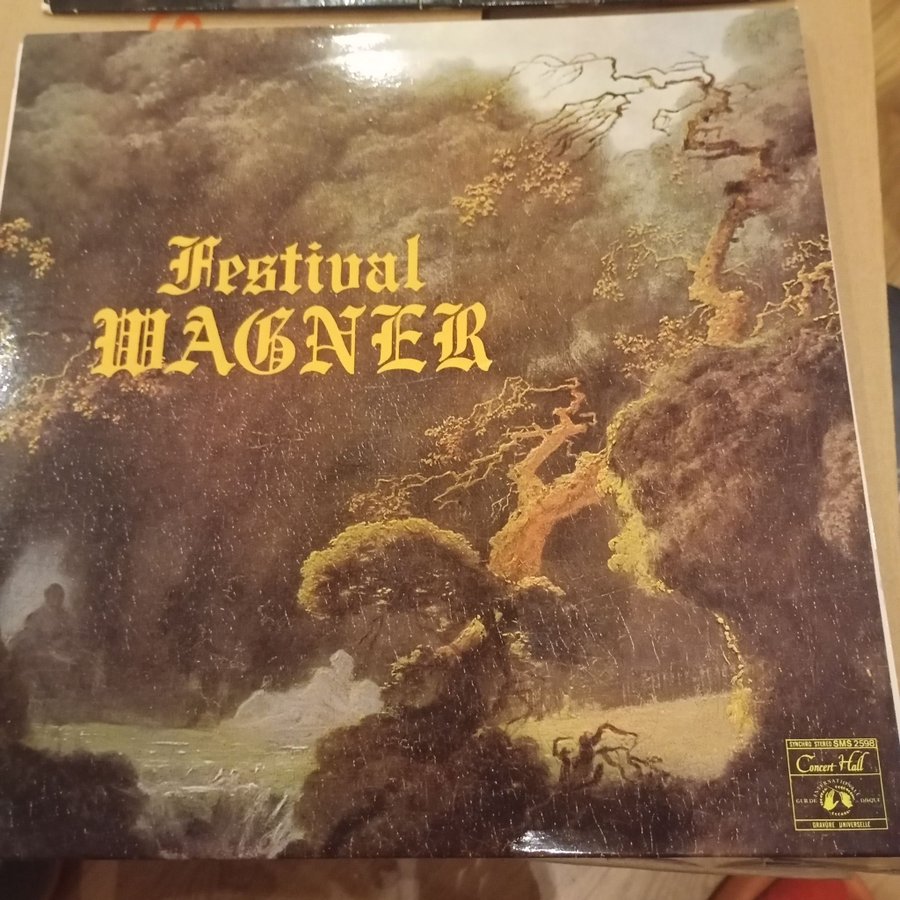 Festival
WAGNER
SYNCHRO STEREO SMS 2598
Concert Hall
GRAVURE UNIVERSELLE